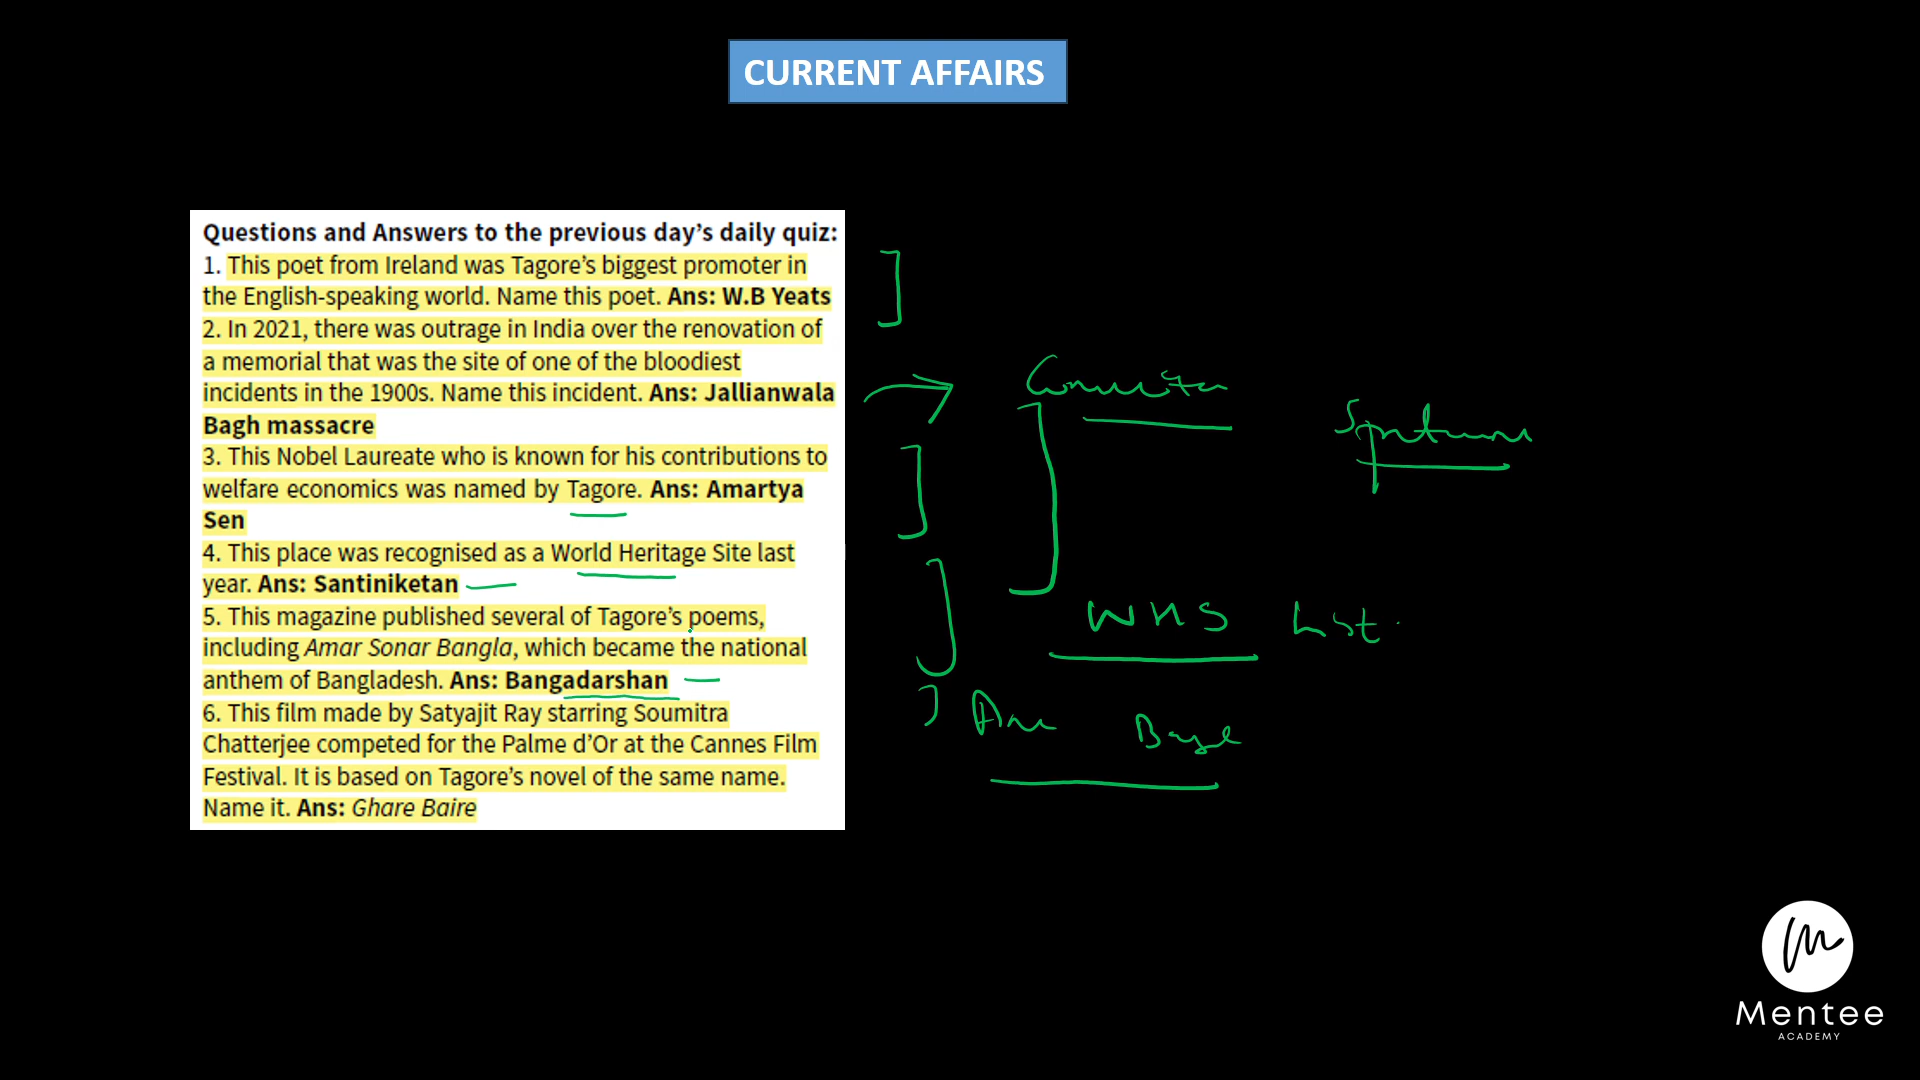 CURRENT AFFAIRS
Questions and Answers to the previous day's daily quiz:
1. This poet from Ireland was Tagore's biggest promoter in
the English-speaking world. Name this poet. Ans: W.B Yeats
2. In 2021, there was outrage in India over the renovation of
a memorial that was the site of one of the bloodiest
incidents in the 1900s. Name this incident. Ans: Jallianwala
Bagh massacre
3. This Nobel Laureate who is known for his contributions to
welfare economics was named by Tagore. Ans: Amartya
Sen
4. This place was recognised as a World Heritage Site last
year. Ans: Santiniketan
5. This magazine published several of Tagore's poems,
including Amar Sonar Bangla, which became the national
anthem of Bangladesh. Ans: Bangadarshan
6. This film made by Satyajit Ray starring Soumitra
Chatterjee competed for the Palme d'Or at the Cannes Film
Festival. It is based on Tagore's novel of the same name.
Name it. Ans: Ghare Baire
WHS List
Mentee
ACADEMY